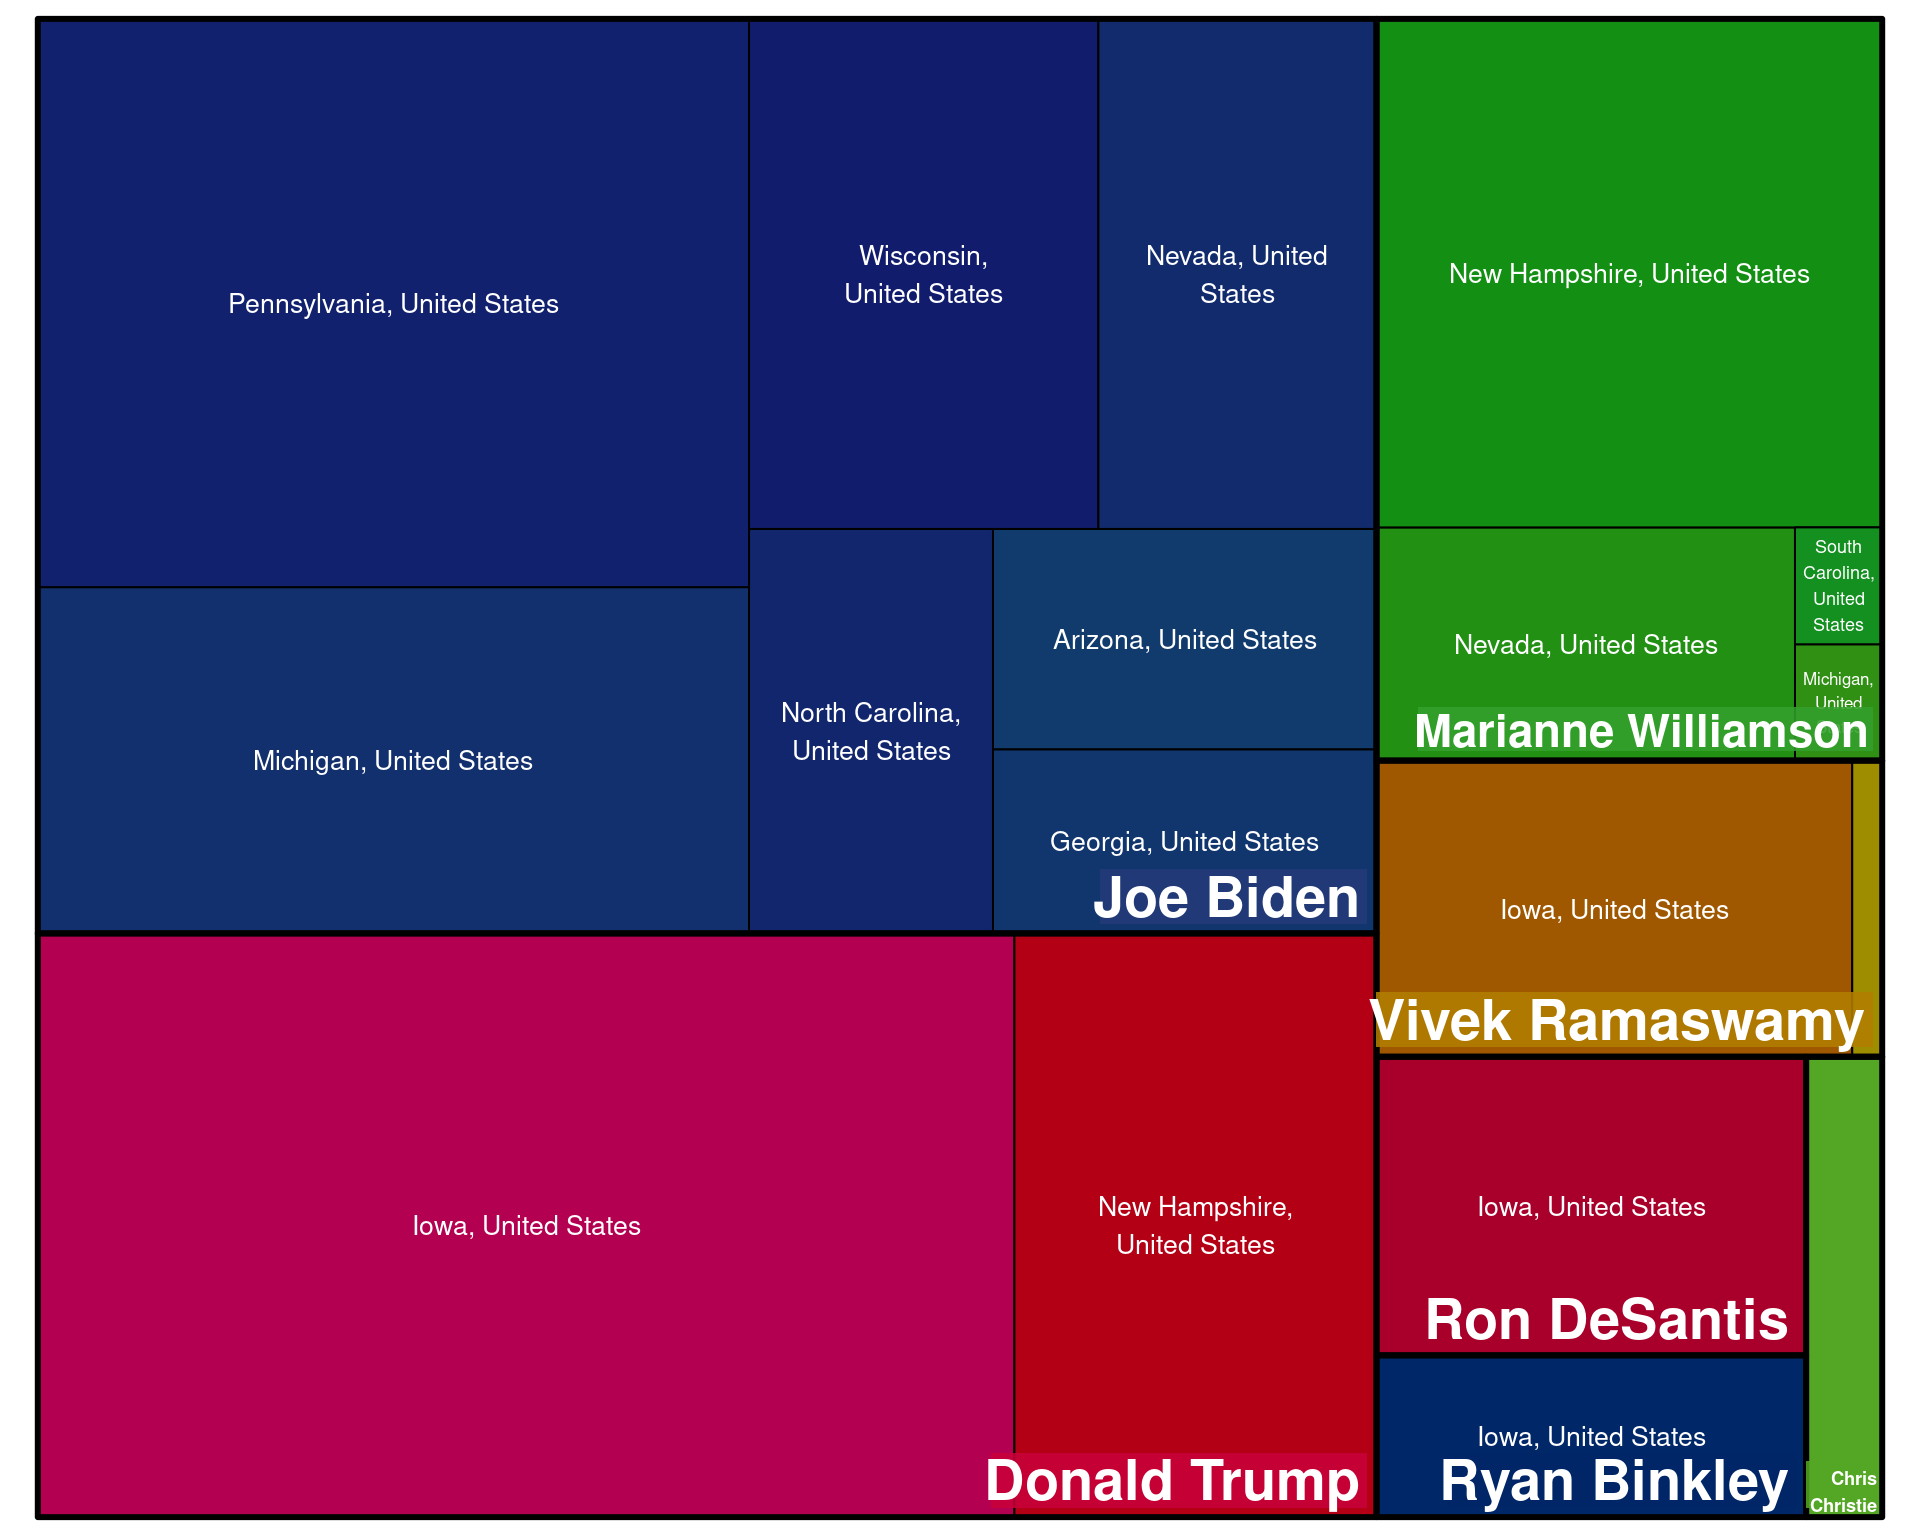 Pennsylvania, United States
Wisconsin,
United States
Nevada, United
States
Michigan, United States
North Carolina,
United States
Arizona, United States
Georgia, United States
Joe Biden
New Hampshire, United States
Nevada, United States
South
Carolina,
United
States
Michigan,
United
Marianne Williamson
Iowa, United States
Vivek Ramaswamy
Iowa, United States
New Hampshire,
United States
Donald Trump
Iowa, United States
Ron DeSantis
Iowa, United States
Ryan Binkley
Chris
Christie